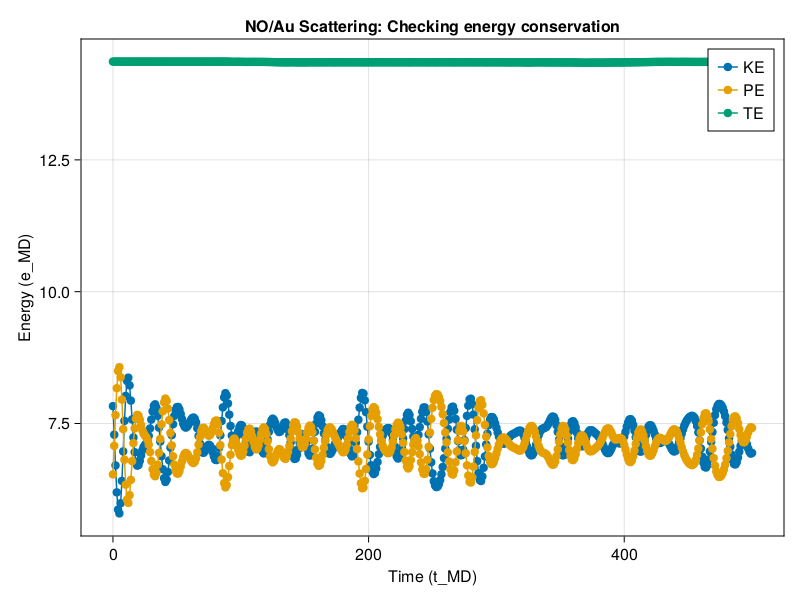 NO/Au Scattering: Checking energy conservation
KE
PE
TE
12.5
10.0
7.5
Energy (e_MD)
0
200
400
Time (t_MD)